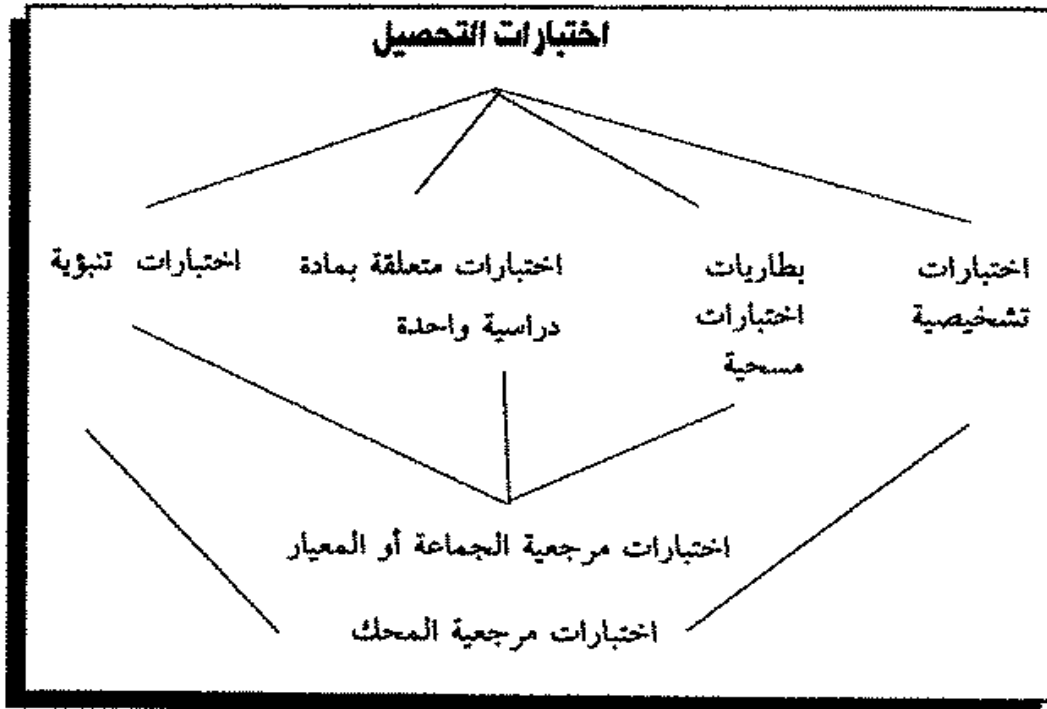 اختبارات التحصيل
اختبارات
تشخيصية
بطاريات
اختبارات
مسحية
اختبارات متعلقة بمادة
دراسية واحدة
اختبارات تنبؤية
اختبارات مرجعية الجماعة أو المعيار
اختبارات مرجعية المحك